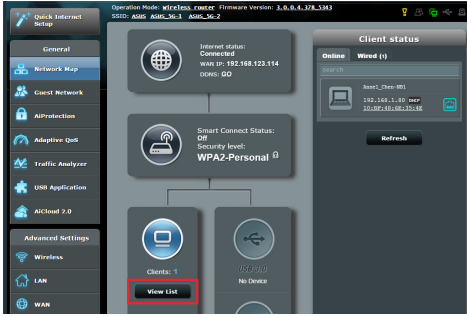 Operation Mode: Wireless router Firmware Version: 3.0.0.4.378_5343
SSID: ASUS ASUS_5G-1 ASUS_5G-2
Quick Internet
Setup
General
Network Map
Guest Network
AiProtection
Adaptive QoS
Traffic Analyzer
USB Application
AiCloud 2.0
Advanced Settings
Wireless
LAN
WAN
Internet status:
Connected
WAN IP: 192.168.123.114
DDNS: GO
Smart Connect Status:
Off
Security level:
WPA2-Personal
Clients: 1
View List
USB 3.0
No Device
Client status
Online Wired (1)
search
192.168.1.80 DHCP
Refresh